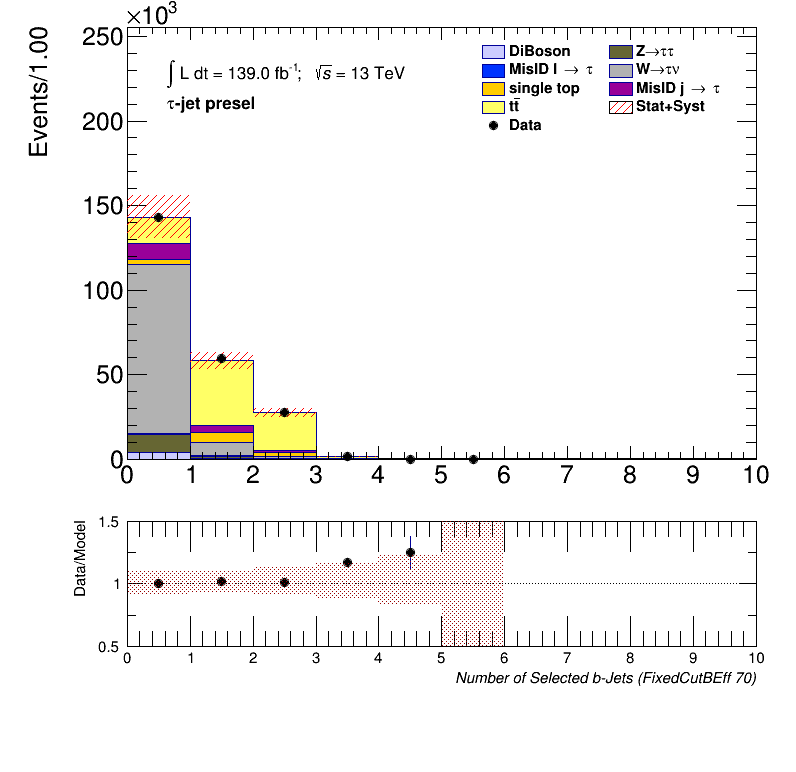 ×10³
Events/1.00
250
200
150
100
50
0
∫ L dt = 139.0 fb⁻¹; √s = 13 TeV
τ-jet presel
DiBoson
MisID l → τ
single top
tt̄
Data
Z→ττ
W→τν
MisID j → τ
Stat+Syst
0 1 2 3 4 5 6 7 8 9 10
Data/Model
1.5
1
0.5
0 1 2 3 4 5 6 7 8 9 10
Number of Selected b-Jets (FixedCutBEff 70)